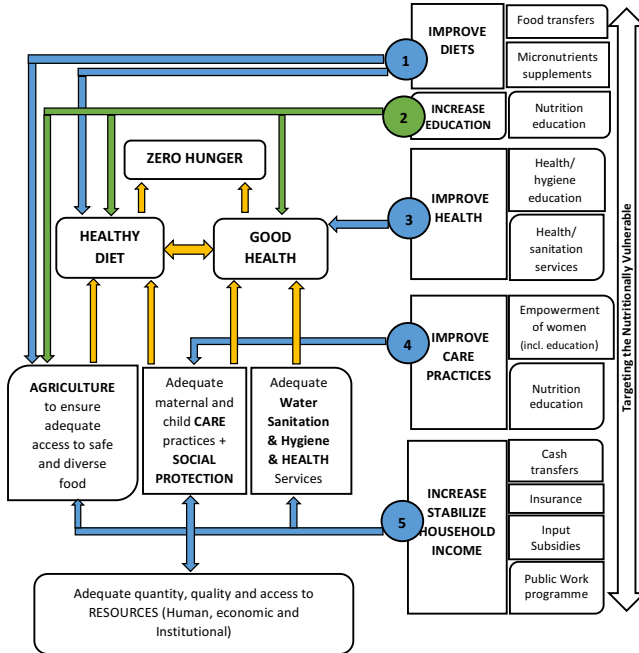 1
IMPROVE
DIETS
Food transfers
Micronutrients
supplements
2
INCREASE
EDUCATION
Nutrition
education
ZERO HUNGER
3
IMPROVE
HEALTH
Health/
hygiene
education
Health/
sanitation
services
HEALTHY
DIET
GOOD
HEALTH
4
IMPROVE
CARE
PRACTICES
Empowerment
of women
(incl. education)
Nutrition
education
AGRICULTURE
to ensure
adequate
access to safe
and diverse
food
Adequate
maternal and
child CARE
practices +
SOCIAL
PROTECTION
Adequate
Water
Sanitation
& Hygiene
& HEALTH
Services
5
INCREASE
STABILIZE
HOUSEHOLD
INCOME
Cash
transfers
Insurance
Input
Subsidies
Public Work
programme
Adequate quantity, quality and access to
RESOURCES (Human, economic and
Institutional)
Targeting the Nutritionally Vulnerable